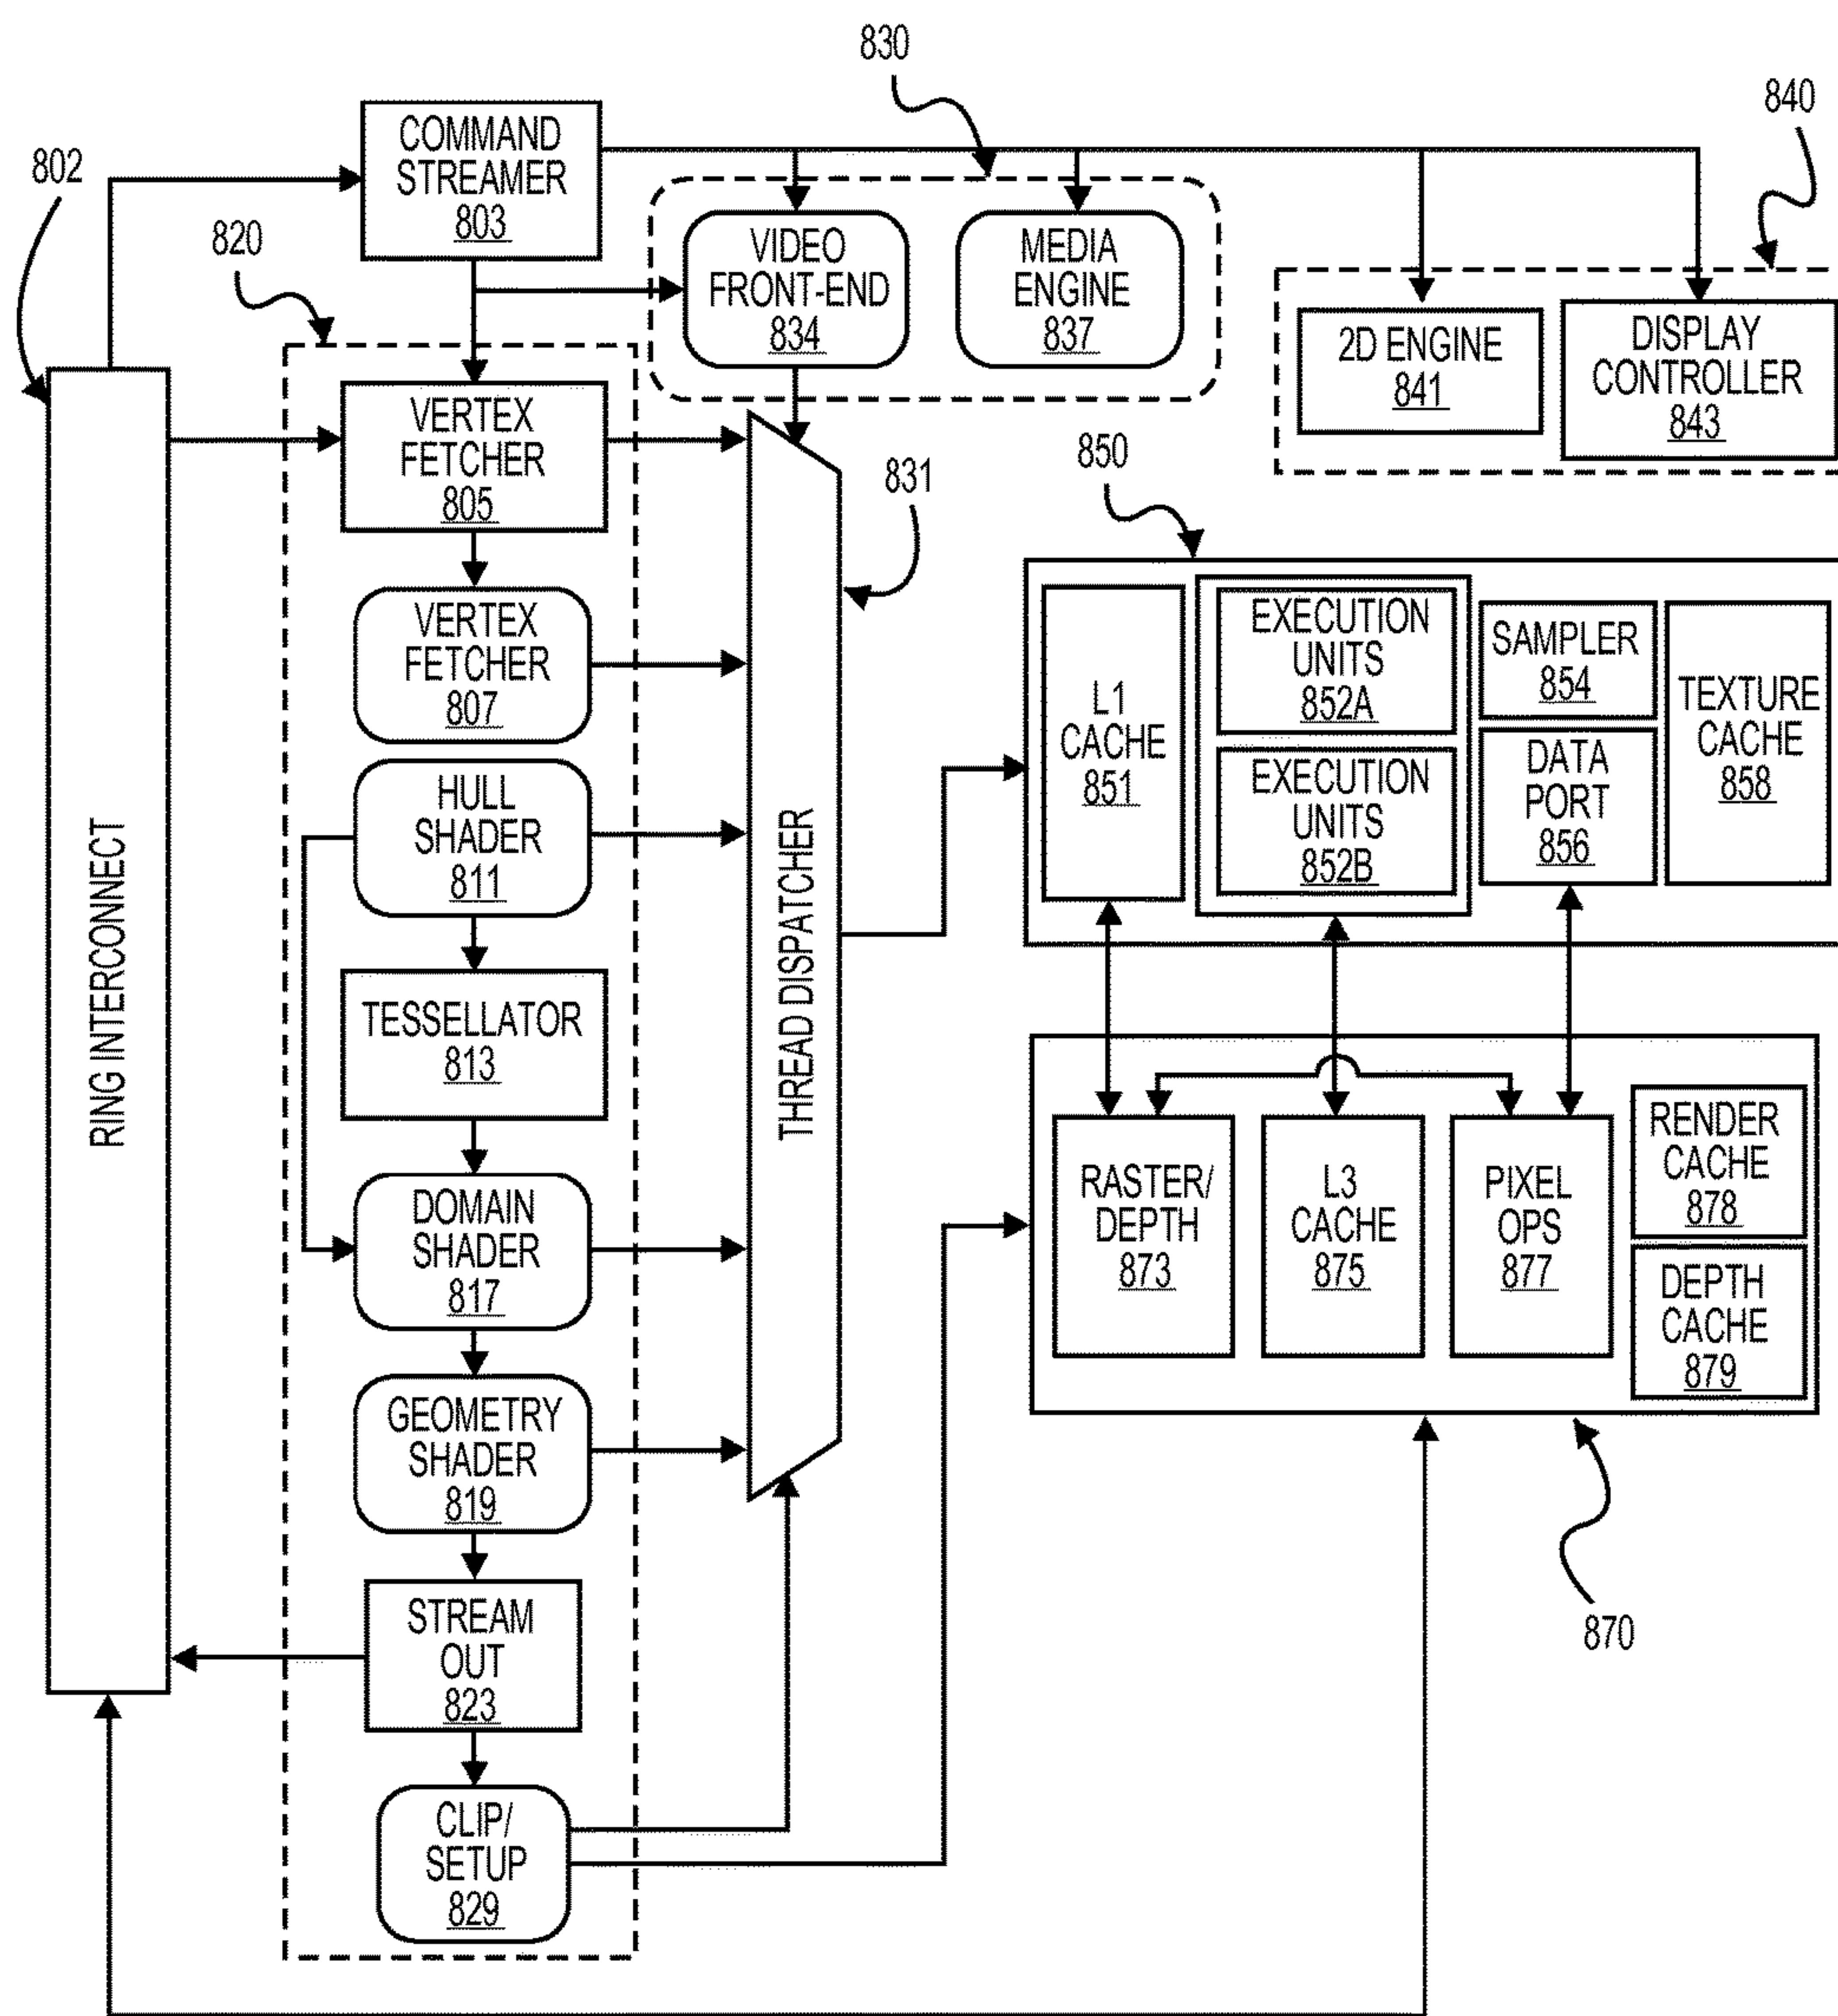 830
840
802
COMMAND
STREAMER
803
820
VIDEO
FRONT-END
834
MEDIA
ENGINE
837
2D ENGINE
841
DISPLAY
CONTROLLER
843
VERTEX
FETCHER
805
850
831
VERTEX
FETCHER
807
L1
CACHE
851
EXECUTION
UNITS
852A
EXECUTION
UNITS
852B
SAMPLER
854
DATA
PORT
856
TEXTURE
CACHE
858
HULL
SHADER
811
RING INTERCONNECT
THREAD DISPATCHER
TESSELLATOR
813
DOMAIN
SHADER
817
RASTER/
DEPTH
873
L3
CACHE
875
PIXEL
OPS
877
RENDER
CACHE
878
DEPTH
CACHE
879
GEOMETRY
SHADER
819
STREAM
OUT
823
870
CLIP/
SETUP
829